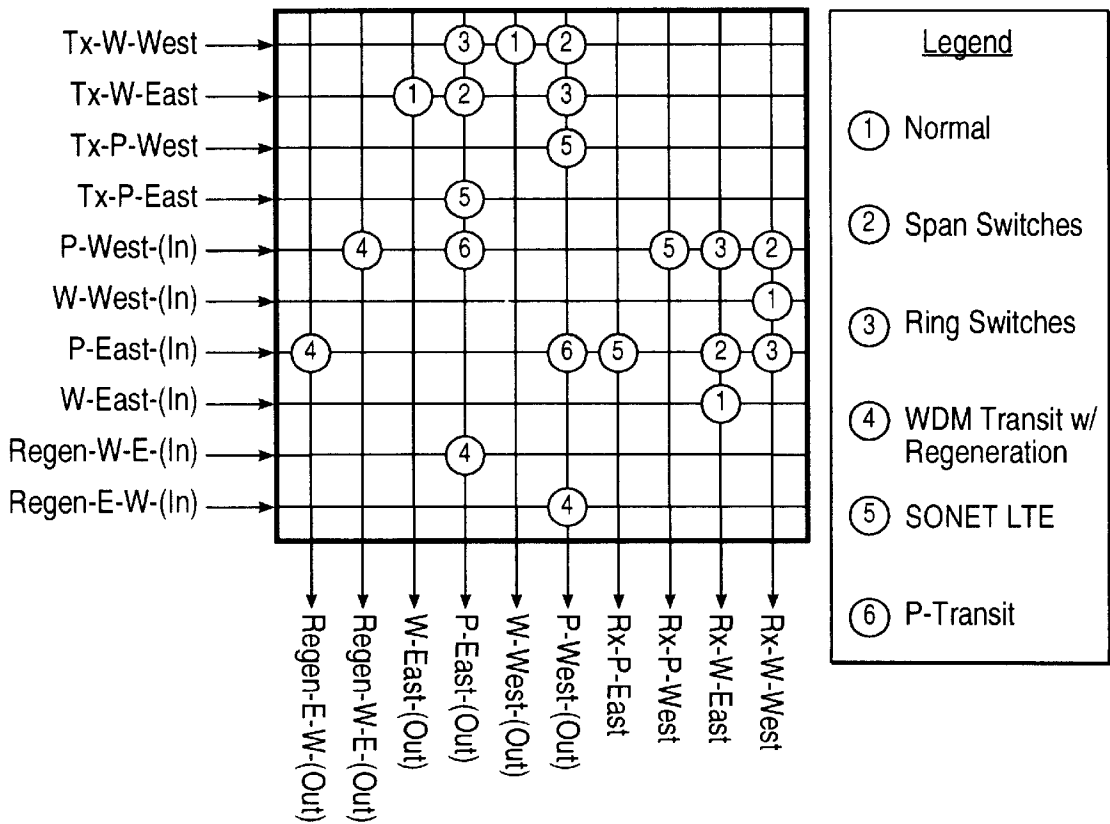 Tx-W-West 3 1 2
Tx-W-East 1 2 3
Tx-P-West 5
Tx-P-East 5
P-West-(In) 4 6 5 3 2
W-West-(In) 1
P-East-(In) 4 6 5 2 3
W-East-(In) 1
Regen-W-E-(In) 4
Regen-E-W-(In) 4
Regen-E-W-(Out)
Regen-W-E-(Out)
W-East-(Out)
P-East-(Out)
W-West-(Out)
P-West-(Out)
Rx-P-East
Rx-P-West
Rx-W-East
Rx-W-West
Legend
1 Normal
2 Span Switches
3 Ring Switches
4 WDM Transit w/
Regeneration
5 SONET LTE
6 P-Transit